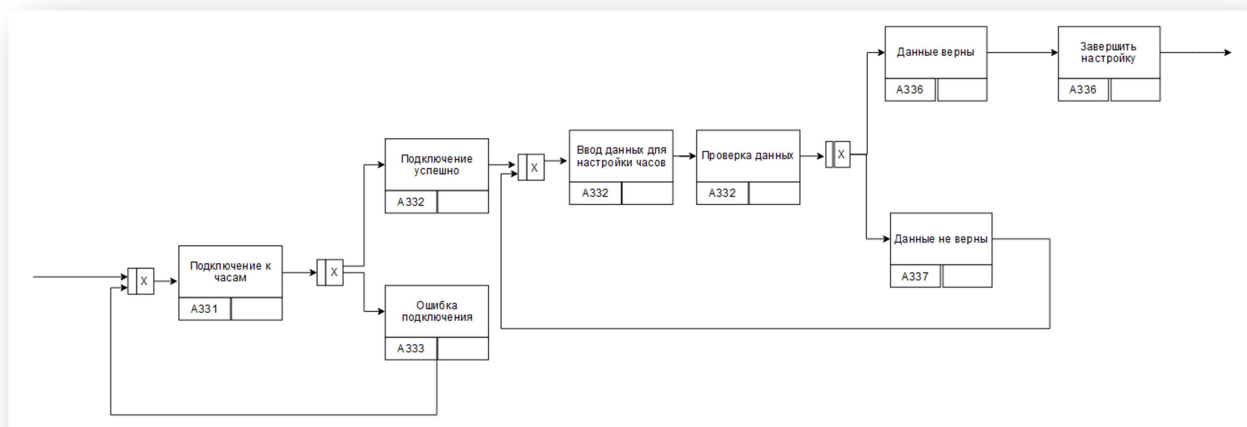 Данные верны
A336
Завершить
настройку
A336
Подключение
успешно
A332
X
Ввод данных для
настройки часов
A332
Проверка данных
A332
X
Данные не верны
A337
X
Подключение к
часам
A331
X
Ошибка
подключения
A333